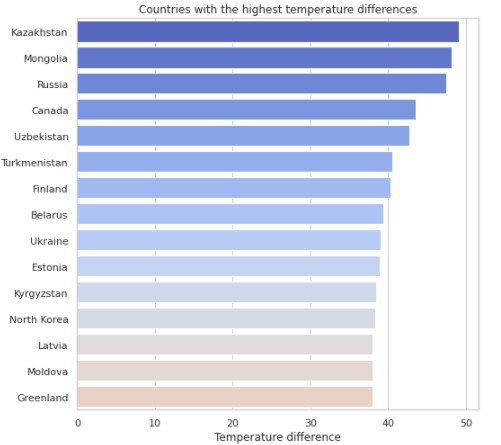 Countries with the highest temperature differences
Kazakhstan
Mongolia
Russia
Canada
Uzbekistan
Turkmenistan
Finland
Belarus
Ukraine
Estonia
Kyrgyzstan
North Korea
Latvia
Moldova
Greenland
0 10 20 30 40 50
Temperature difference